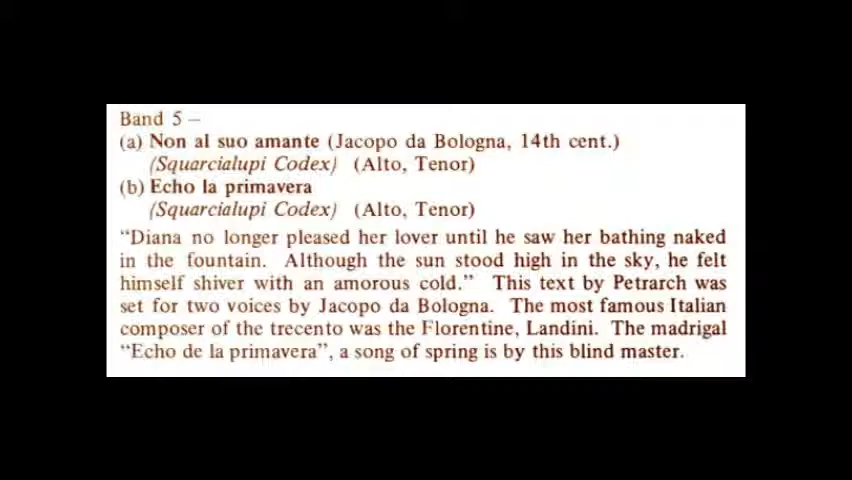 Band 5 –
(a) Non al suo amante (Jacopo da Bologna, 14th cent.)
(Squarcialupi Codex) (Alto, Tenor)
(b) Echo la primavera
(Squarcialupi Codex) (Alto, Tenor)
“Diana no longer pleased her lover until he saw her bathing naked
in the fountain. Although the sun stood high in the sky, he felt
himself shiver with an amorous cold.” This text by Petrarch was
set for two voices by Jacopo da Bologna. The most famous Italian
composer of the trecento was the Florentine, Landini. The madrigal
“Echo de la primavera”, a song of spring is by this blind master.